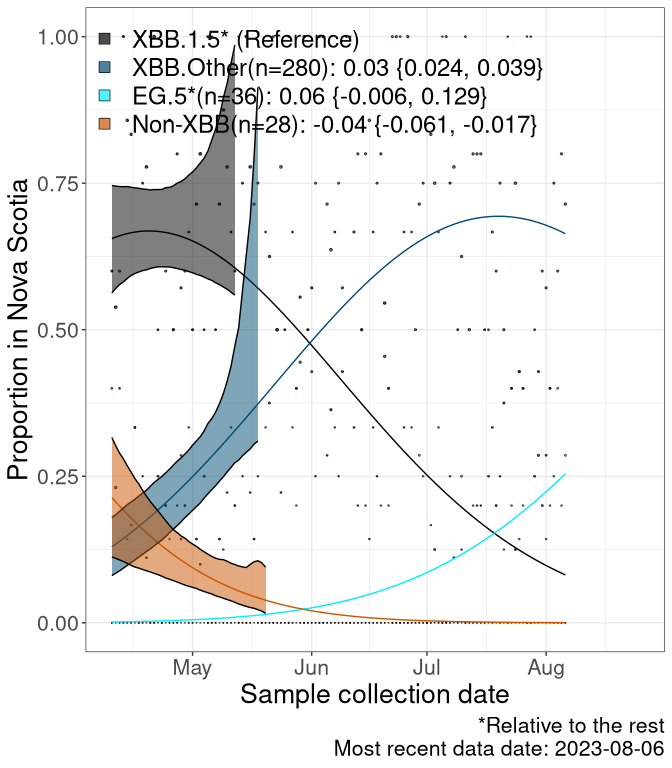 XBB.1.5* (Reference)
XBB.Other(n=280): 0.03 {0.024, 0.039}
EG.5*(n=36): 0.06 {-0.006, 0.129}
Non-XBB(n=28): -0.04 {-0.061, -0.017}
1.00
0.75
0.50
0.25
0.00
Proportion in Nova Scotia
May Jun Jul Aug
Sample collection date
*Relative to the rest
Most recent data date: 2023-08-06